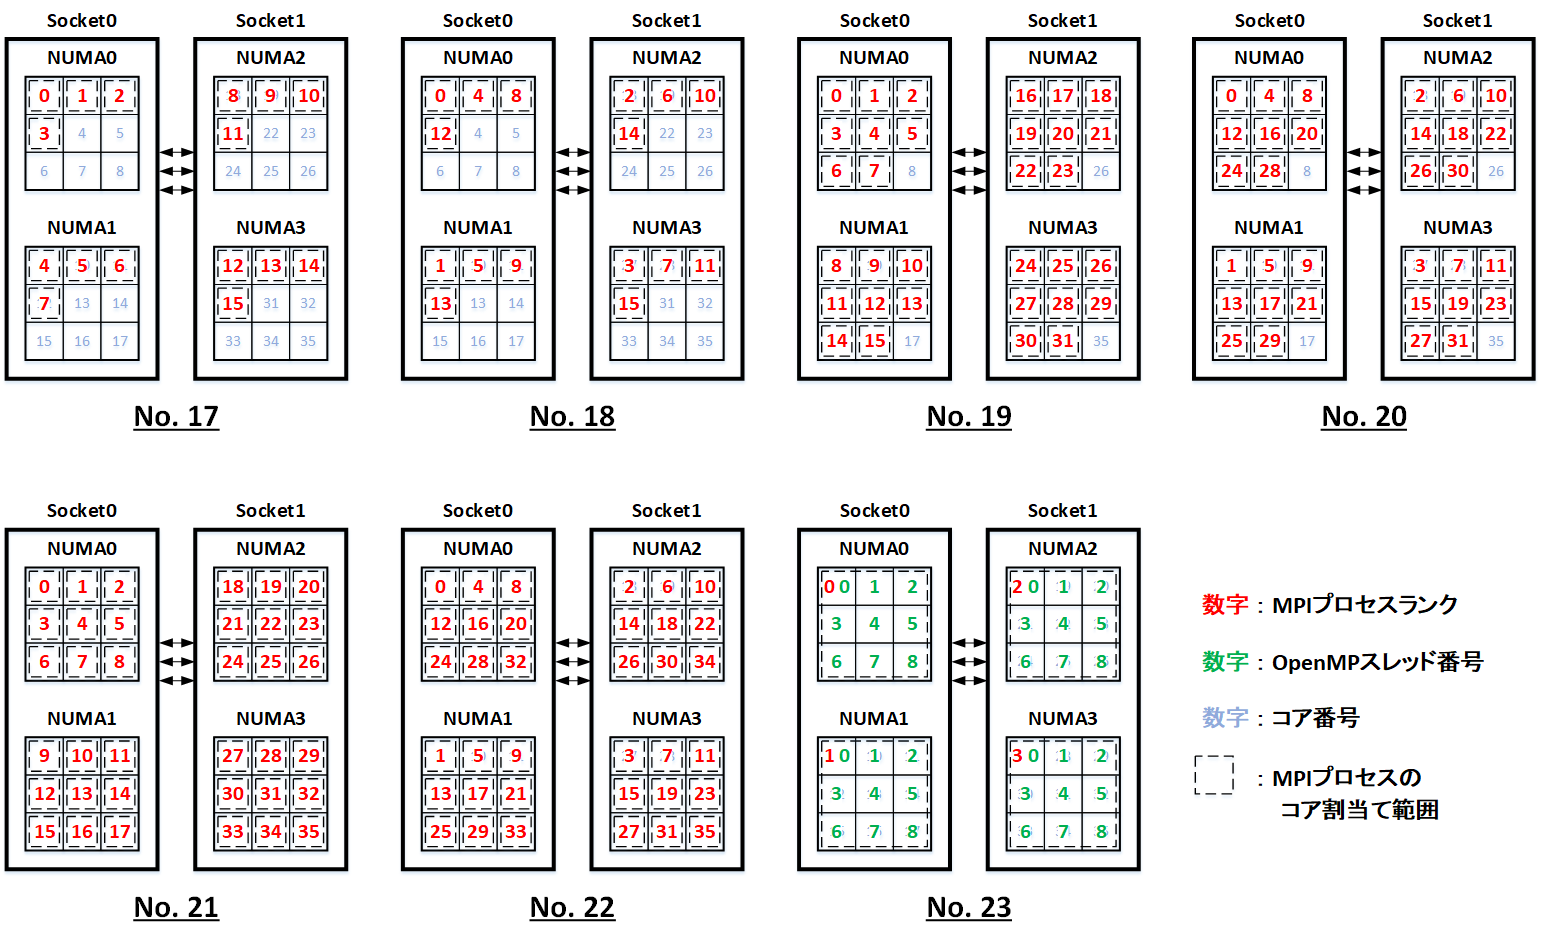 Socket0 Socket1 Socket0 Socket1 Socket0 Socket1 Socket0 Socket1
NUMA0 NUMA2 NUMA0 NUMA2 NUMA0 NUMA2 NUMA0 NUMA2
0 1 2 8 9 10 0 4 8 2 6 10 0 1 2 16 17 18 0 4 8 2 6 10
3 4 5 11 22 23 12 4 5 14 22 23 3 4 5 19 20 21 12 16 20 14 18 22
6 7 8 24 25 26 6 7 8 24 25 26 6 7 8 22 23 26 24 28 8 26 30 26
NUMA1 NUMA3 NUMA1 NUMA3 NUMA1 NUMA3 NUMA1 NUMA3
4 5 6 12 13 14 1 5 9 3 7 11 8 9 10 24 25 26 1 5 9 3 7 11
7 13 14 15 31 32 13 13 14 15 31 32 11 12 13 27 28 29 13 17 21 15 19 23
15 16 17 33 34 35 15 16 17 33 34 35 14 15 17 30 31 35 25 29 17 27 31 35
No. 17 No. 18 No. 19 No. 20
Socket0 Socket1 Socket0 Socket1 Socket0 Socket1
NUMA0 NUMA2 NUMA0 NUMA2 NUMA0 NUMA2
0 1 2 18 19 20 0 4 8 2 6 10 0 0 1 2 2 0 1 2
3 4 5 21 22 23 12 16 20 14 18 22 3 4 5 3 4 5
6 7 8 24 25 26 24 28 32 26 30 34 6 7 8 6 7 8
NUMA1 NUMA3 NUMA1 NUMA3 NUMA1 NUMA3
9 10 11 27 28 29 1 5 9 3 7 11 1 0 1 2 3 0 1 2
12 13 14 30 31 32 13 17 21 15 19 23 3 4 5 3 4 5
15 16 17 33 34 35 25 29 33 27 31 35 6 7 8 6 7 8
No. 21 No. 22 No. 23
数字 : MPIプロセスランク
数字 : OpenMPスレッド番号
数字 : コア番号
: MPIプロセスの
コア割当て範囲